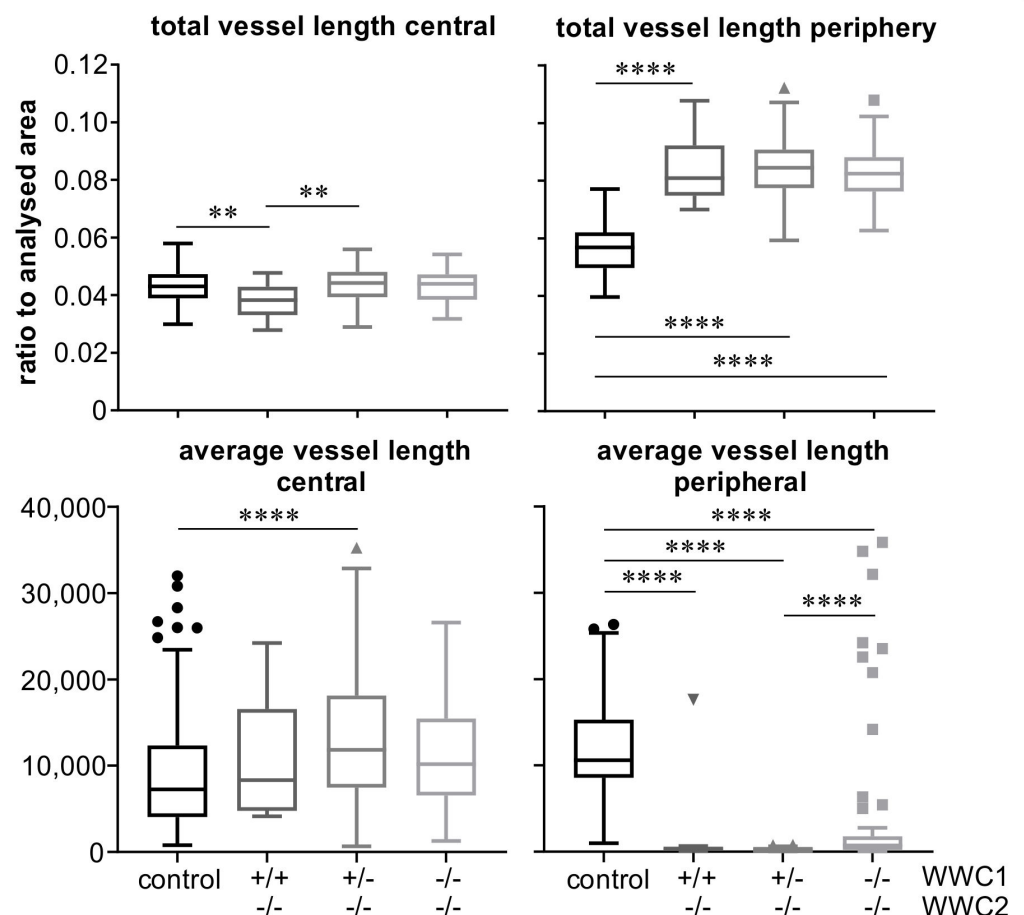 total vessel length central
total vessel length periphery
ratio to analysed area
0.12
0.10
0.08
0.06
0.04
0.02
0
**
**
****
****
****
average vessel length
central
average vessel length
peripheral
40,000
30,000
20,000
10,000
0
****
****
****
****
****
control +/+ +/- -/-
-/- -/- -/-
control +/+ +/- -/- WWC1
-/- -/- -/- WWC2